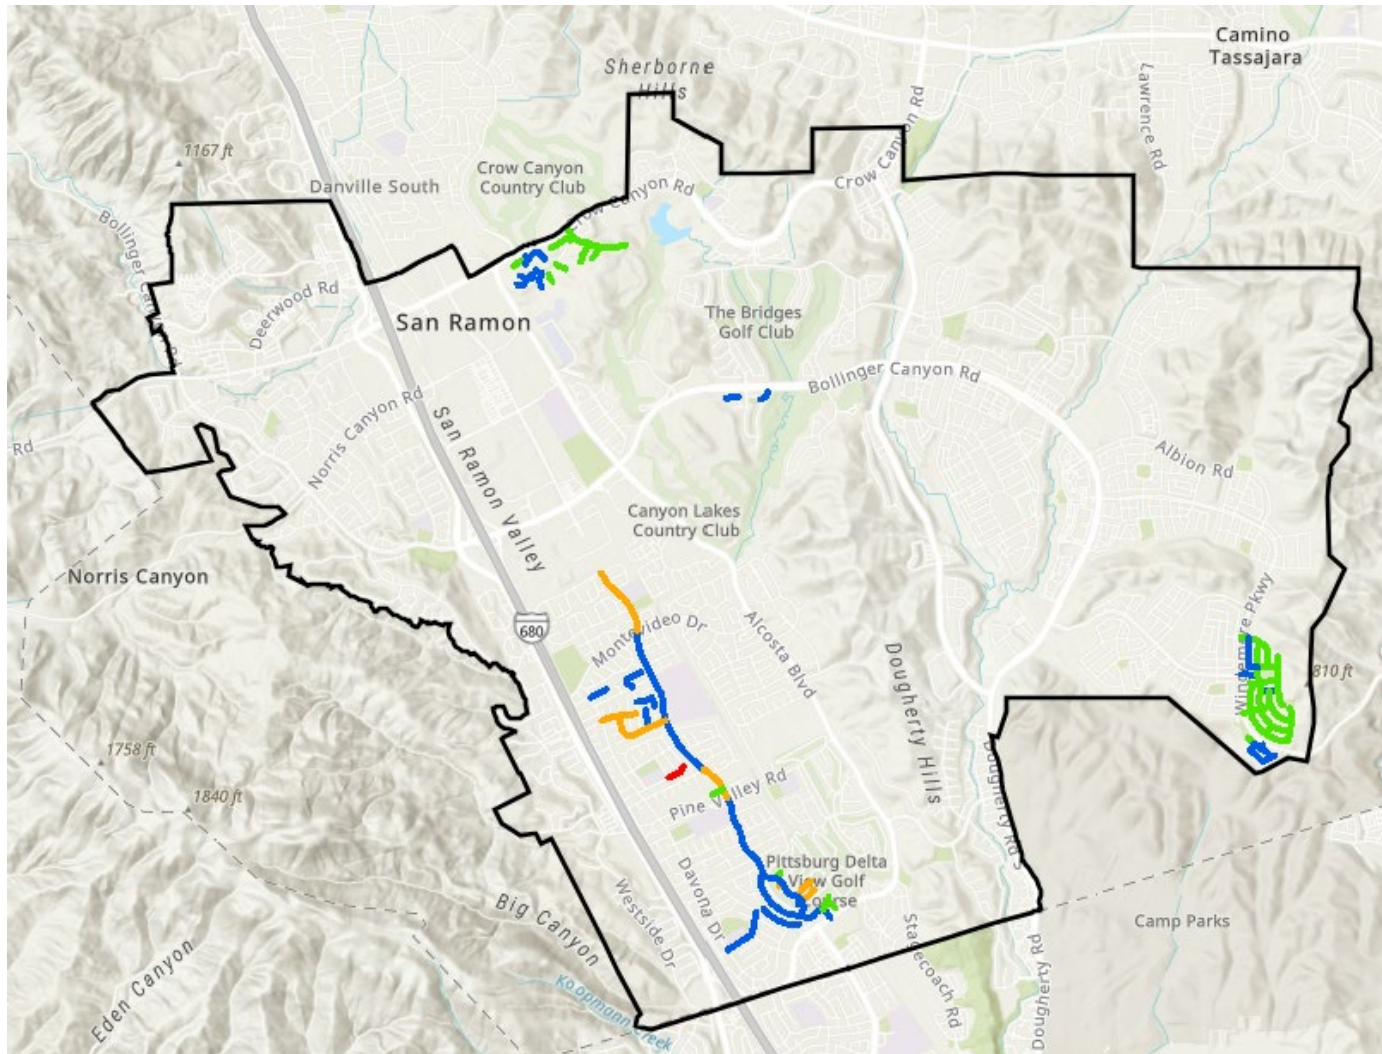 Camino
Tassajara
Sherborne
Hills
Lawrence Rd
Crow Canyon Rd
1167 ft
Crow Canyon
Country Club
Danville South
Crow Canyon Rd
Bollinger Canyon Rd
Deerwood Rd
San Ramon
The Bridges
Golf Club
Bollinger Canyon Rd
Norris Canyon Rd
San Ramon Valley
Rd
Albion Rd
Canyon Lakes
Country Club
Norris Canyon
680
Montevideo Dr
Alcosta Blvd
Dougherty Hills
Windemere Pkwy
810 ft
1758 ft
1840 ft
Pine Valley Rd
Dougherty Rd S
Pittsburg Delta
View Golf
Course
Davona Dr
Westside Dr
Big Canyon
Stagecoach Rd
Camp Parks
Dougherty Rd
Eden Canyon
Koopmann Creek